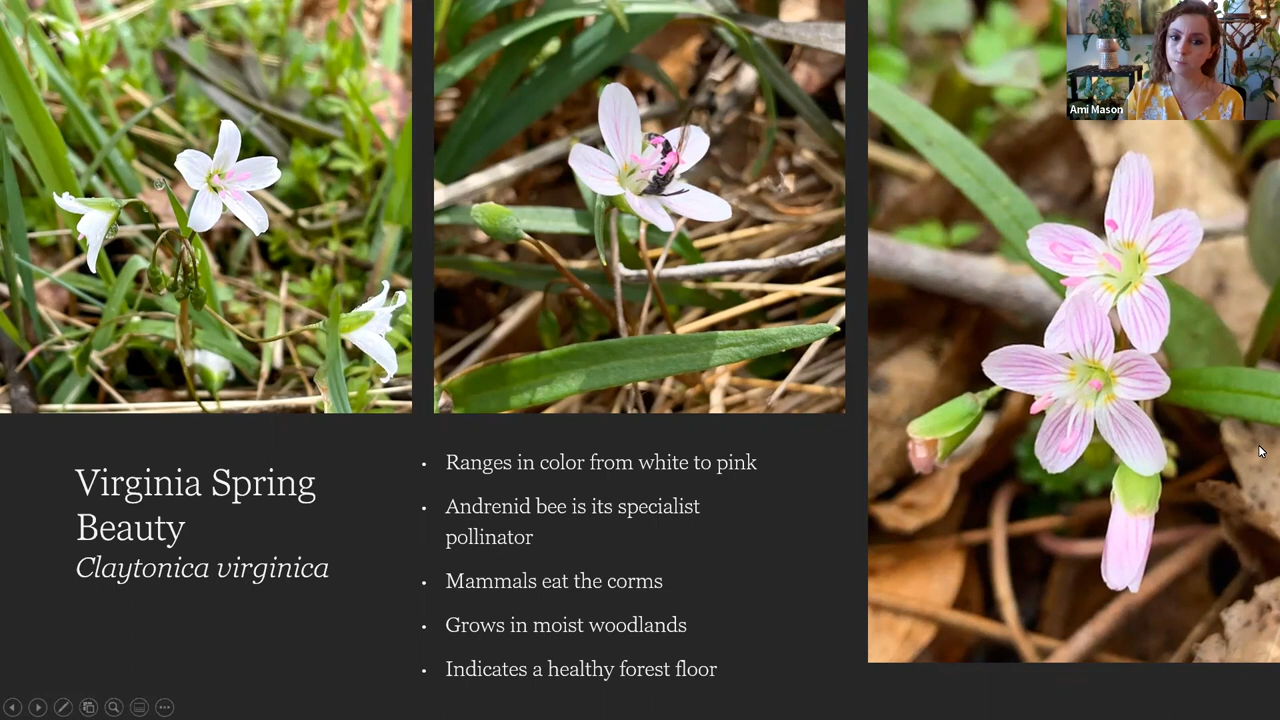 Ami Mason
Virginia Spring
Beauty
Claytonica virginica
• Ranges in color from white to pink
• Andrenid bee is its specialist
pollinator
• Mammals eat the corms
• Grows in moist woodlands
• Indicates a healthy forest floor